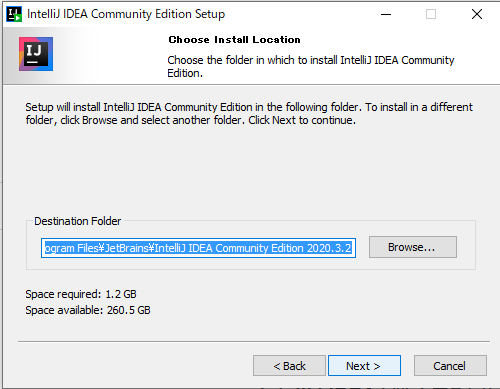 IntelliJ IDEA Community Edition Setup
IJ
Choose Install Location
Choose the folder in which to install IntelliJ IDEA Community
Edition.
Setup will install IntelliJ IDEA Community Edition in the following folder. To install in a different
folder, click Browse and select another folder. Click Next to continue.
Destination Folder
ogram Files¥JetBrains¥IntelliJ IDEA Community Edition 2020.3.2
Browse...
Space required: 1.2 GB
Space available: 260.5 GB
< Back
Next >
Cancel